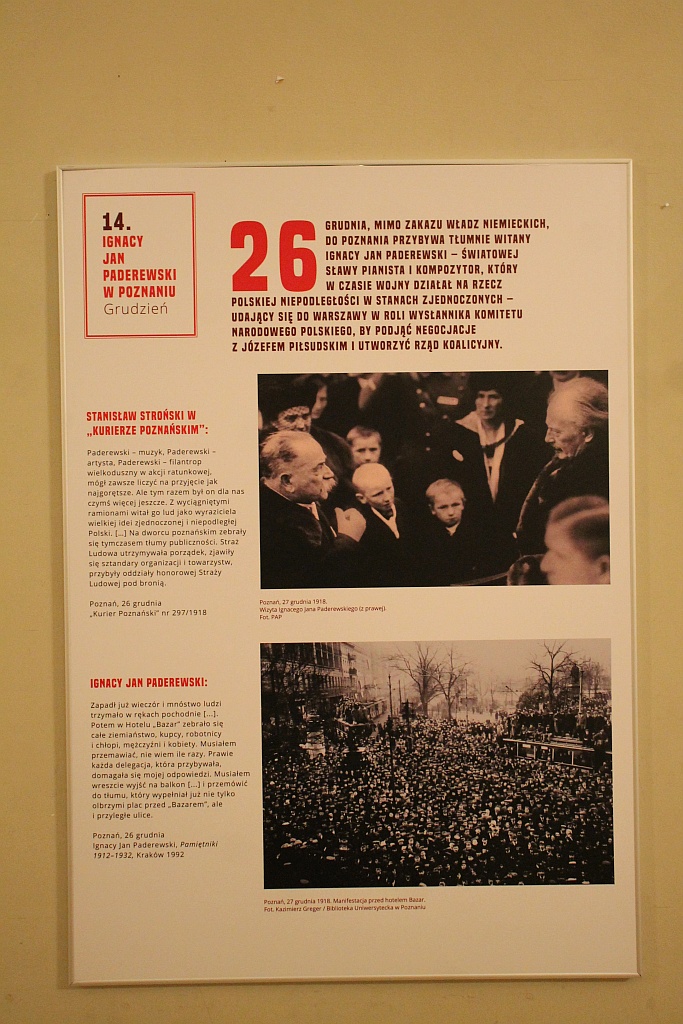 14.
IGNACY
JAN
PADEREWSKI
W POZNANIU
Grudzień
26
GRUDNIA, MIMO ZAKAZU WŁADZ NIEMIECKICH,
DO POZNANIA PRZYBYWA TŁUMNIE WITANY
IGNACY JAN PADEREWSKI – ŚWIATOWEJ
SŁAWY PIANISTA I KOMPOZYTOR, KTÓRY
W CZASIE WOJNY DZIAŁAŁ NA RZECZ
POLSKIEJ NIEPODLEGŁOŚCI W STANACH ZJEDNOCZONYCH –
UDAJĄCY SIĘ DO WARSZAWY W ROLI WYSŁANNIKA KOMITETU
NARODOWEGO POLSKIEGO, BY PODJĄĆ NEGOCJACJE
Z JÓZEFEM PIŁSUDSKIM I UTWORZYĆ RZĄD KOALICYJNY.
STANISŁAW STROŃSKI W
„KURIERZE POZNAŃSKIM”:
Paderewski – muzyk, Paderewski –
artysta, Paderewski – filantrop
wielkoduszny w akcji ratunkowej,
mógł zawsze liczyć na przyjęcie jak
najgorętsze. Ale tym razem był on dla nas
czymś więcej jeszcze. Z wyciągniętymi
ramionami witał go lud jako wyraziciela
wielkiej idei zjednoczonej i niepodległej
Polski. [...] Na dworcu poznańskim zebrały
się tymczasem tłumy publiczności. Straż
Ludowa utrzymywała porządek, zjawiły
się sztandary organizacji i towarzystw,
przybyły oddziały honorowej Straży
Ludowej pod bronią.
Poznań, 26 grudnia
„Kurier Poznański” nr 297/1918
Poznań, 27 grudnia 1918.
Wizyta Ignacego Jana Paderewskiego (z prawej).
Fot. PAP
IGNACY JAN PADEREWSKI:
Zapadł już wieczór i mnóstwo ludzi
trzymało w rękach pochodnie [...].
Potem w Hotelu „Bazar” zebrało się
całe ziemiaństwo, kupcy, robotnicy
i chłopi, mężczyźni i kobiety. Musiałem
przemawiać, nie wiem ile razy. Prawie
każda delegacja, która przybywała,
domagała się mojej odpowiedzi. Musiałem
wreszcie wyjść na balkon [...] i przemówić
do tłumu, który wypełniał już nie tylko
olbrzymi plac przed „Bazarem”, ale
i przyległe ulice.
Poznań, 26 grudnia
Ignacy Jan Paderewski, Pamiętniki
1912–1932, Kraków 1992
Poznań, 27 grudnia 1918. Manifestacja przed hotelem Bazar.
Fot. Kazimierz Greger / Biblioteka Uniwersytecka w Poznaniu